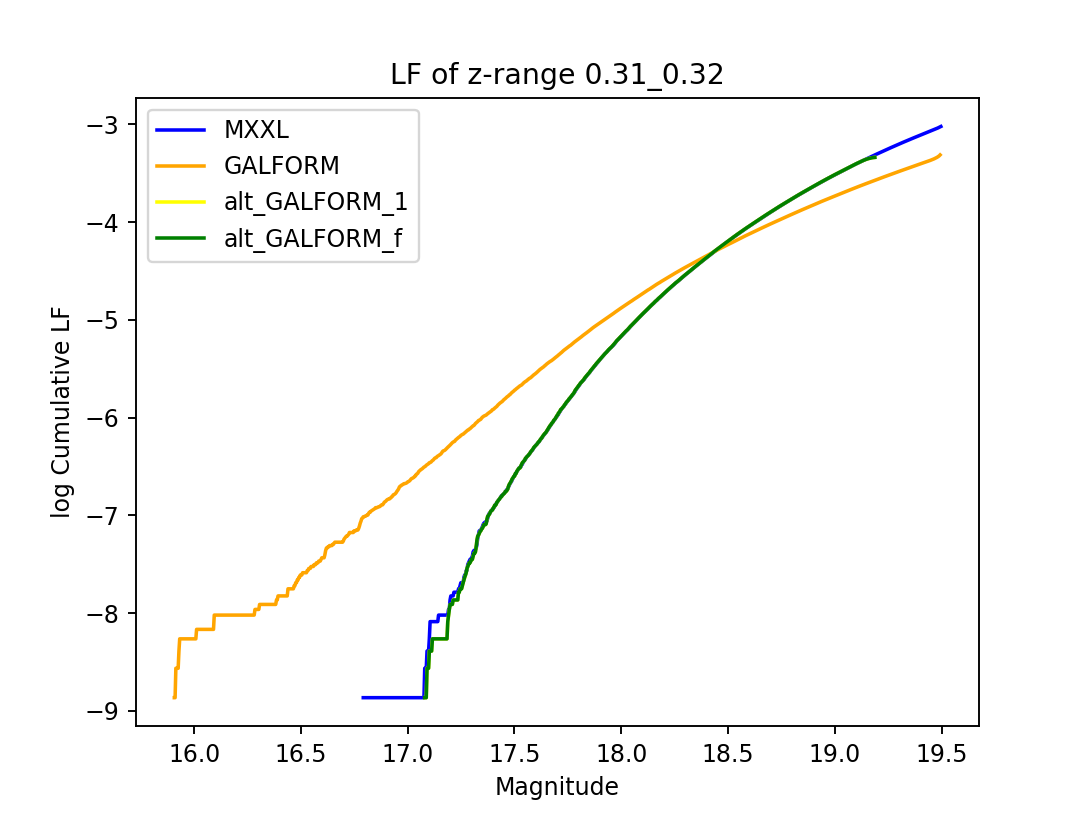 LF of z-range 0.31_0.32
MXXL
GALFORM
alt_GALFORM_1
alt_GALFORM_f
log Cumulative LF
−3
−4
−5
−6
−7
−8
−9
16.0 16.5 17.0 17.5 18.0 18.5 19.0 19.5
Magnitude